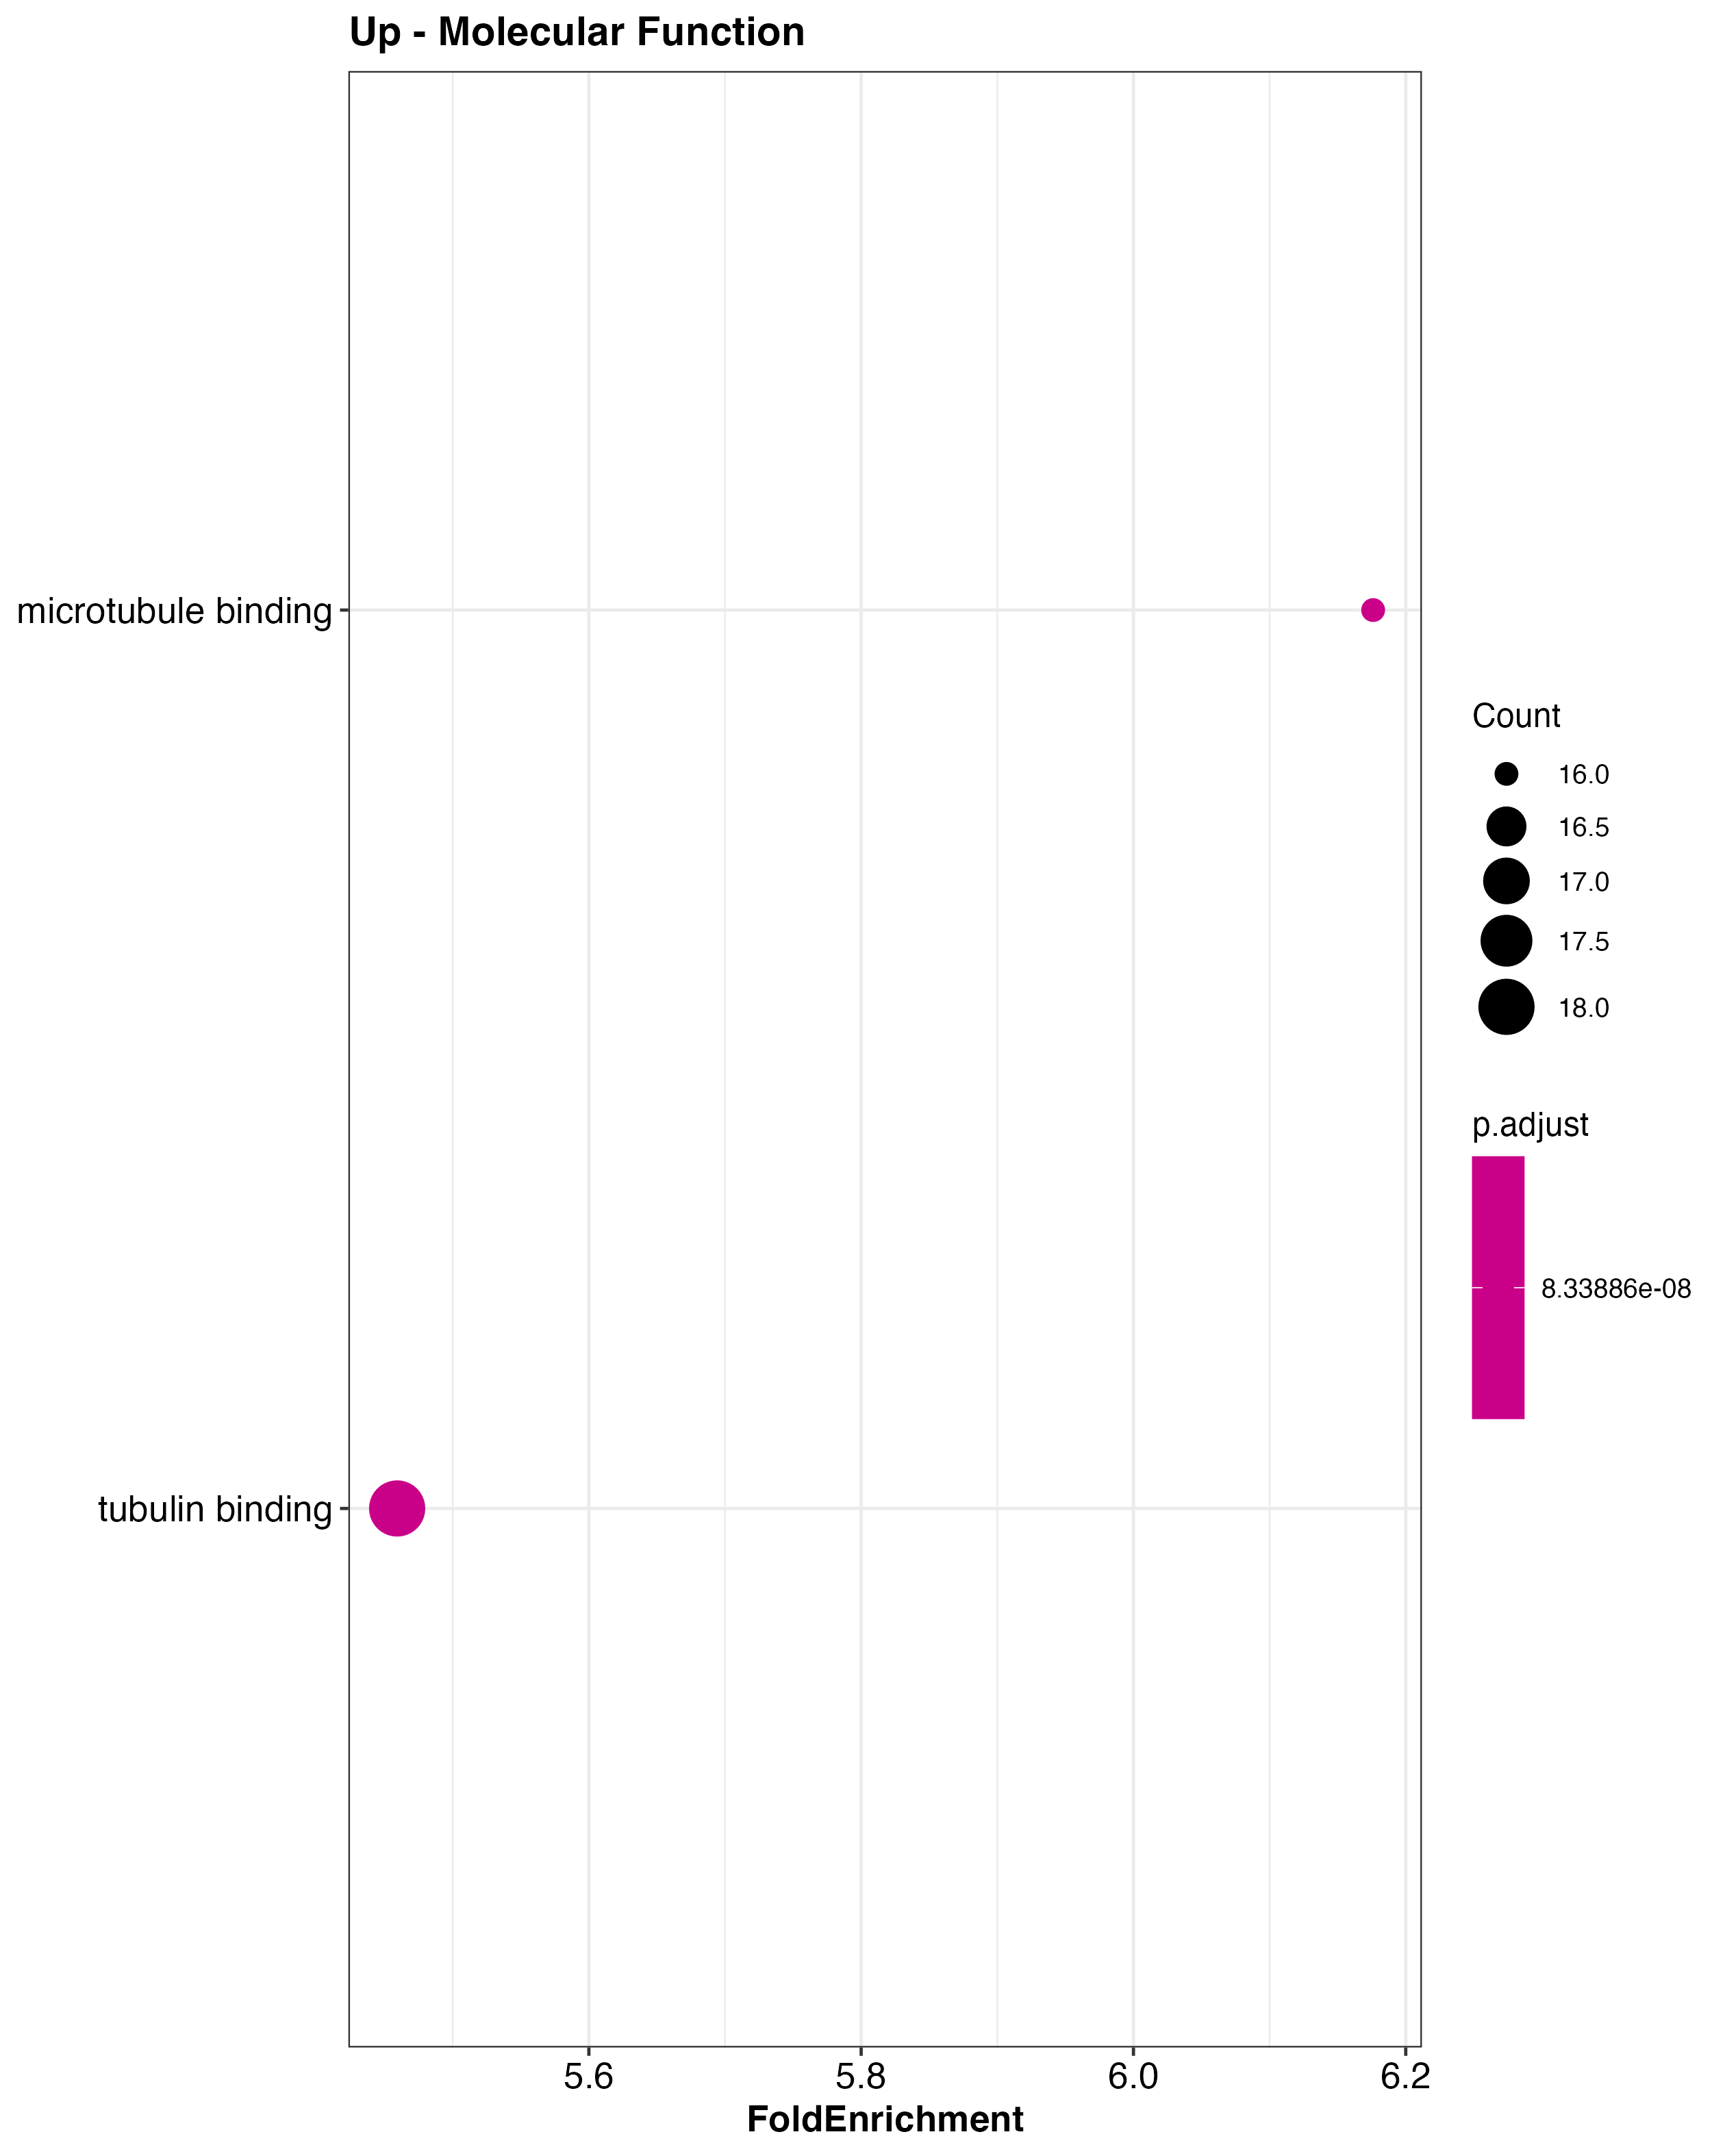 Up - Molecular Function
microtubule binding
tubulin binding
5.6
5.8
6.0
6.2
FoldEnrichment
Count
16.0
16.5
17.0
17.5
18.0
p.adjust
8.33886e-08